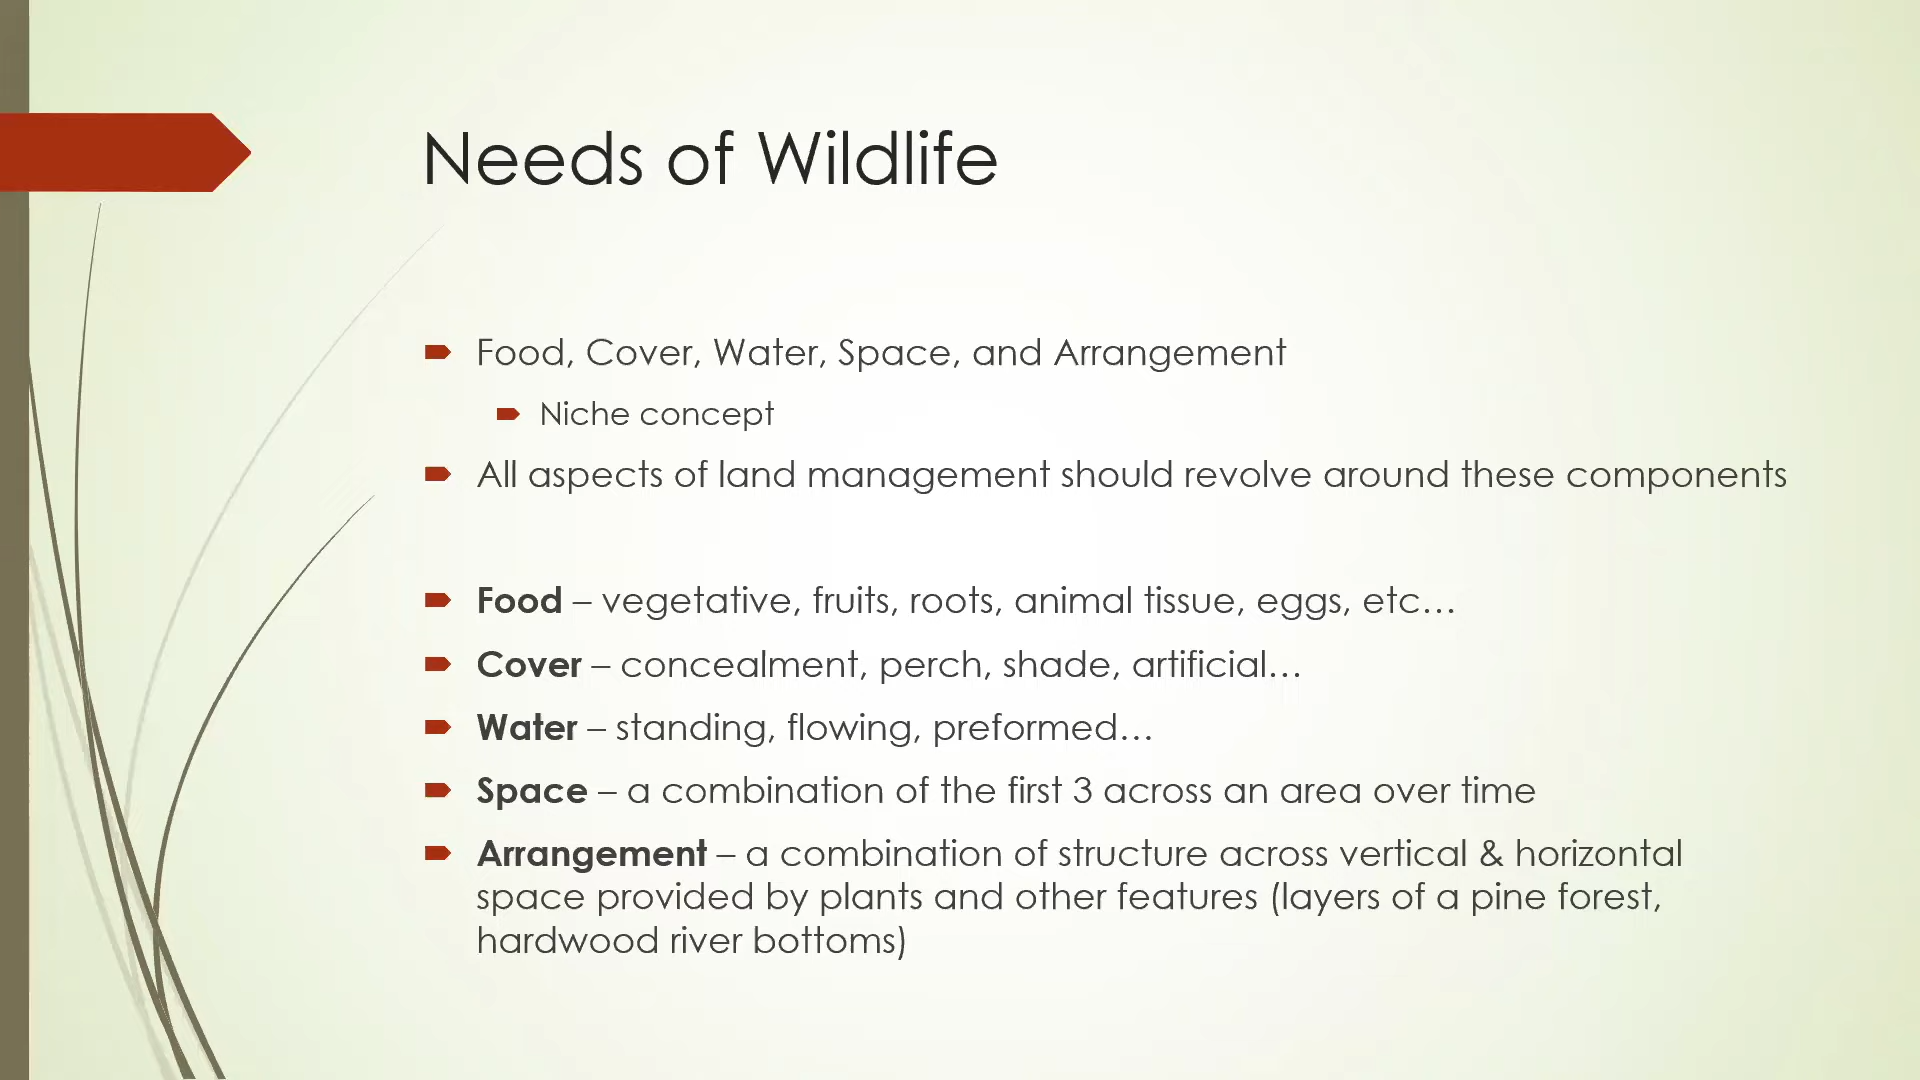 Needs of Wildlife
Food, Cover, Water, Space, and Arrangement
Niche concept
All aspects of land management should revolve around these components
Food – vegetative, fruits, roots, animal tissue, eggs, etc…
Cover – concealment, perch, shade, artificial…
Water – standing, flowing, preformed…
Space – a combination of the first 3 across an area over time
Arrangement – a combination of structure across vertical & horizontal
space provided by plants and other features (layers of a pine forest,
hardwood river bottoms)